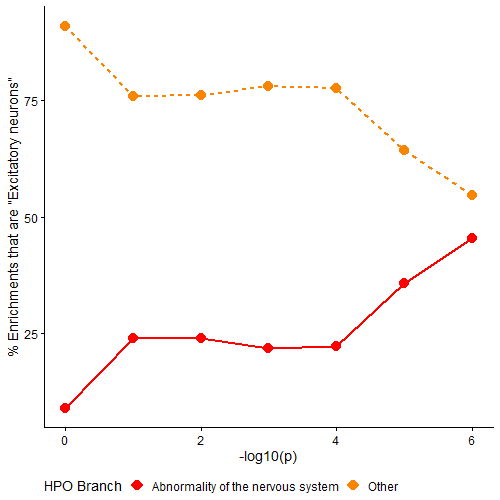 % Enrichments that are "Excitatory neurons"
75
50
25
0 2 4 6
-log10(p)
HPO Branch Abnormality of the nervous system Other